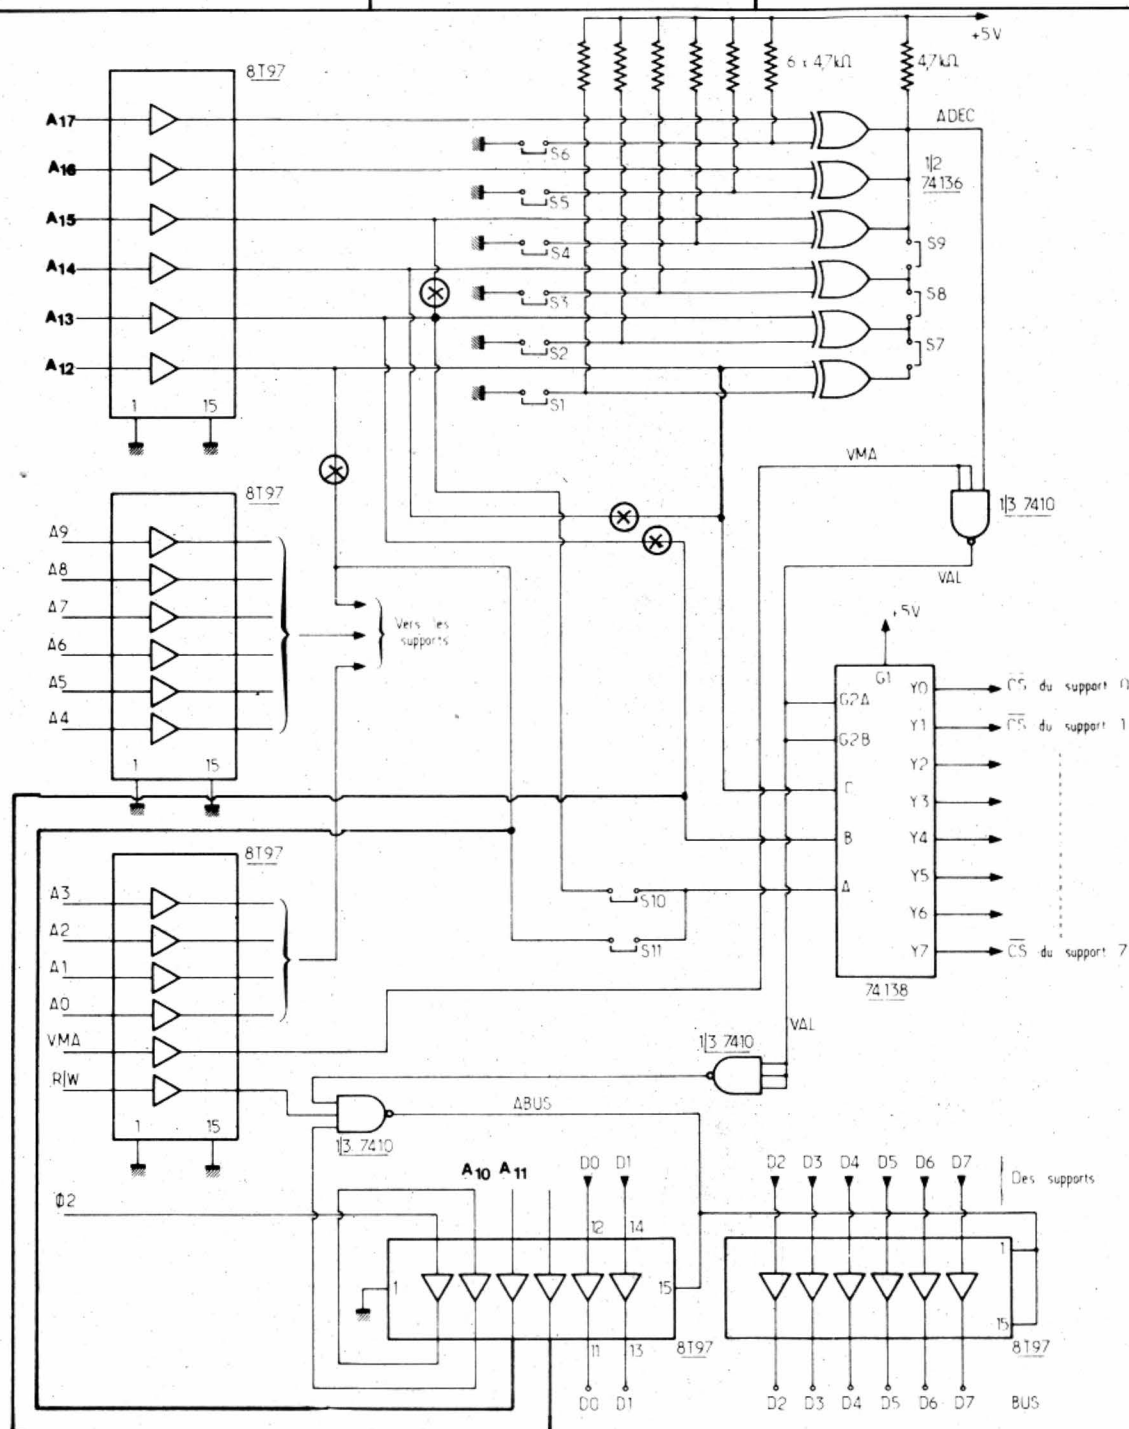 +5V
8T97
6 x 4,7kΩ
4,7kΩ
A17
ADEC
S6
1/2
74136
A16
S5
A15
S4
S9
A14
S3
S8
A13
S2
S7
A12
S1
1 15
VMA
8T97
1/3 7410
A9
VAL
A8
+5V
A7
Vers les
supports
A6
A5
G1
Y0
CS du support 0
G2A
A4
Y1
CS du support 1
G2B
1 15
Y2
C
Y3
B
Y4
8T97
A
Y5
A3
S10
Y6
A2
S11
Y7
CS du support 7
A1
74138
A0
VAL
VMA
1/3 7410
R/W
ABUS
1 15
1/3 7410
A10 A11
D0 D1
D2 D3 D4 D5 D6 D7
Des supports
Φ2
12 14
1
1
15
15
11 13
8T97
8T97
D0 D1
D2 D3 D4 D5 D6 D7
BUS